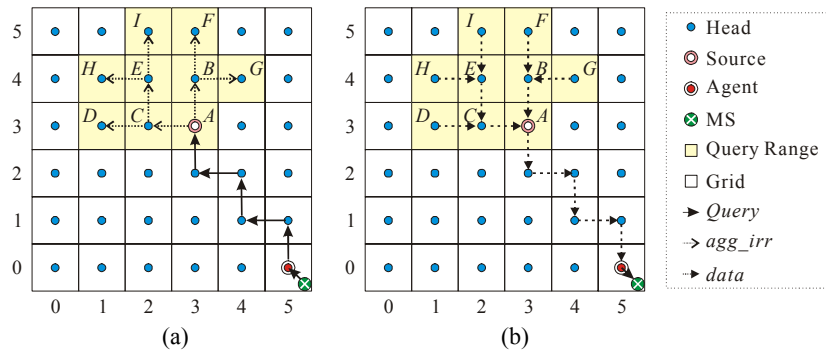 5 I F
4 H E B G
3 D C A
2
1
0
0 1 2 3 4 5
(a)
5 I F
4 H E B G
3 D C A
2
1
0
0 1 2 3 4 5
(b)
Head
Source
Agent
MS
Query Range
Grid
Query
agg_irr
data